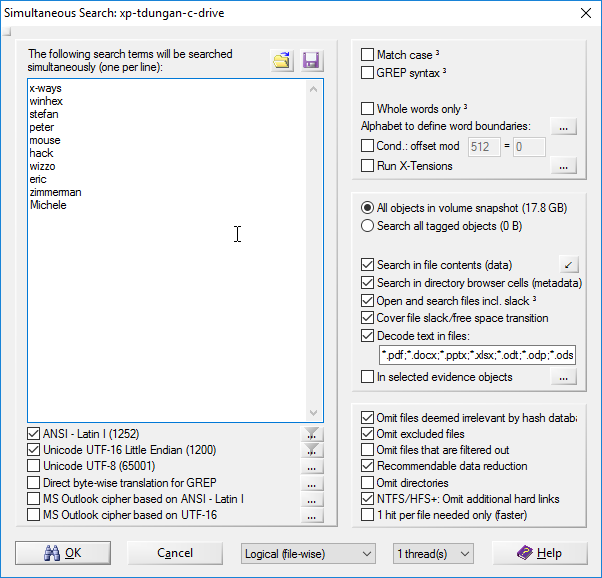 Simultaneous Search: xp-tdungan-c-drive
The following search terms will be searched
simultaneously (one per line):
x-ways
winhex
stefan
peter
mouse
hack
wizzo
eric
zimmerman
Michele
ANSI - Latin I (1252)
...
Unicode UTF-16 Little Endian (1200)
...
Unicode UTF-8 (65001)
...
Direct byte-wise translation for GREP
...
MS Outlook cipher based on ANSI - Latin I
...
MS Outlook cipher based on UTF-16
...
Match case ³
GREP syntax ³
Whole words only ³
Alphabet to define word boundaries:
...
Cond.: offset mod 512 = 0
Run X-Tensions
...
All objects in volume snapshot (17.8 GB)
Search all tagged objects (0 B)
Search in file contents (data)
Search in directory browser cells (metadata)
Open and search files incl. slack ³
Cover file slack/free space transition
Decode text in files:
*.pdf;*.docx;*.pptx;*.xlsx;*.odt;*.odp;*.ods
In selected evidence objects
...
Omit files deemed irrelevant by hash databa
Omit excluded files
Omit files that are filtered out
Recommendable data reduction
Omit directories
NTFS/HFS+: Omit additional hard links
1 hit per file needed only (faster)
OK
Cancel
Logical (file-wise)
1 thread(s)
Help